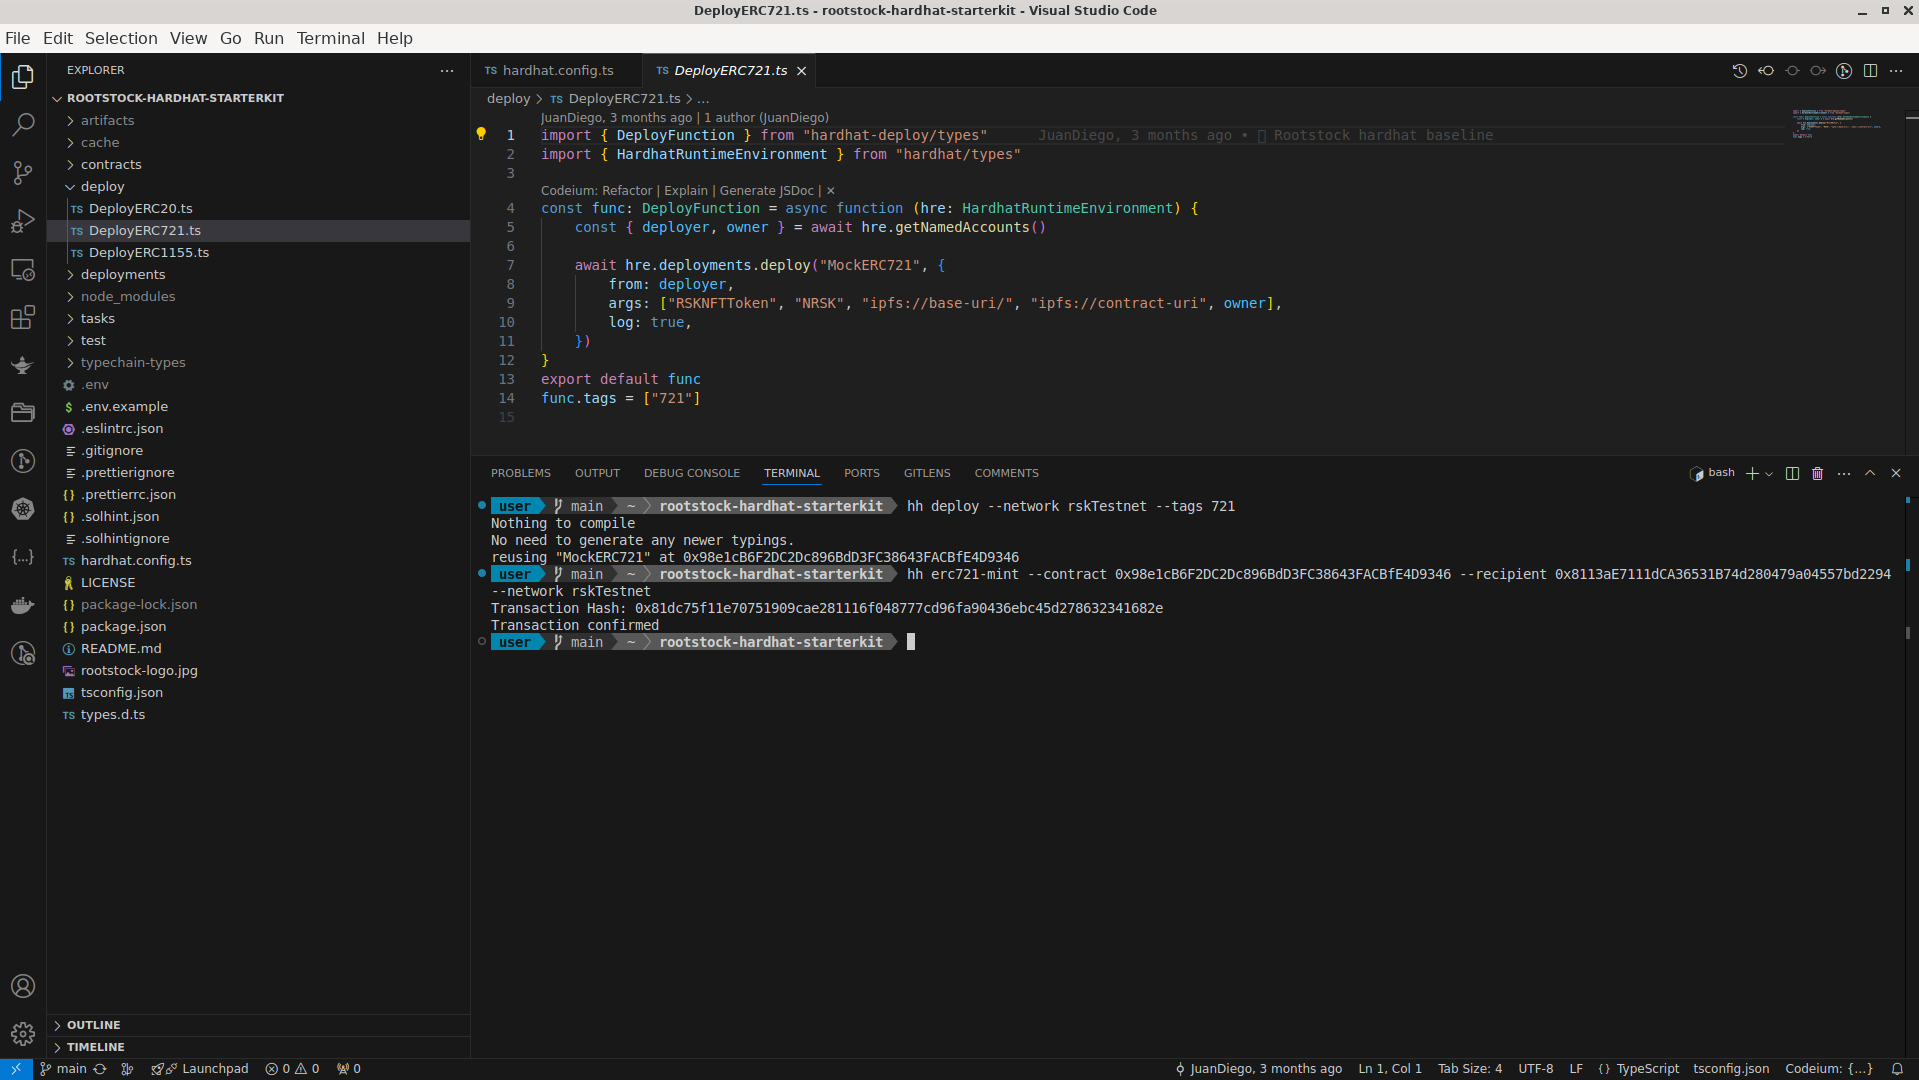 DeployERC721.ts - rootstock-hardhat-starterkit - Visual Studio Code
File Edit Selection View Go Run Terminal Help
EXPLORER
ROOTSTOCK-HARDHAT-STARTERKIT
artifacts
cache
contracts
deploy
TS DeployERC20.ts
TS DeployERC721.ts
TS DeployERC1155.ts
deployments
node_modules
tasks
test
typechain-types
.env
$ .env.example
.eslintrc.json
.gitignore
.prettierignore
{} .prettierrc.json
{} .solhint.json
.solhintignore
TS hardhat.config.ts
LICENSE
{} package-lock.json
{} package.json
README.md
rootstock-logo.jpg
tsconfig.json
TS types.d.ts
OUTLINE
TIMELINE
TS hardhat.config.ts
TS DeployERC721.ts
deploy > TS DeployERC721.ts > ...
JuanDiego, 3 months ago | 1 author (JuanDiego)
1 import { DeployFunction } from "hardhat-deploy/types" JuanDiego, 3 months ago • Rootstock hardhat baseline
2 import { HardhatRuntimeEnvironment } from "hardhat/types"
3
Codeium: Refactor | Explain | Generate JSDoc | ×
4 const func: DeployFunction = async function (hre: HardhatRuntimeEnvironment) {
5 const { deployer, owner } = await hre.getNamedAccounts()
6
7 await hre.deployments.deploy("MockERC721", {
8 from: deployer,
9 args: ["RSKNFTToken", "NRSK", "ipfs://base-uri/", "ipfs://contract-uri", owner],
10 log: true,
11 })
12 }
13 export default func
14 func.tags = ["721"]
15
PROBLEMS OUTPUT DEBUG CONSOLE TERMINAL PORTS GITLENS COMMENTS
bash
user main ~ rootstock-hardhat-starterkit hh deploy --network rskTestnet --tags 721
Nothing to compile
No need to generate any newer typings.
reusing "MockERC721" at 0x98e1cB6F2DC2Dc896BdD3FC38643FACBfE4D9346
user main ~ rootstock-hardhat-starterkit hh erc721-mint --contract 0x98e1cB6F2DC2Dc896BdD3FC38643FACBfE4D9346 --recipient 0x8113aE7111dCA36531B74d280479a04557bd2294
--network rskTestnet
Transaction Hash: 0x81dc75f11e70751909cae281116f048777cd96fa90436ebc45d278632341682e
Transaction confirmed
user main ~ rootstock-hardhat-starterkit
main Launchpad 0 0 0
JuanDiego, 3 months ago Ln 1, Col 1 Tab Size: 4 UTF-8 LF {} TypeScript tsconfig.json Codeium: {...}